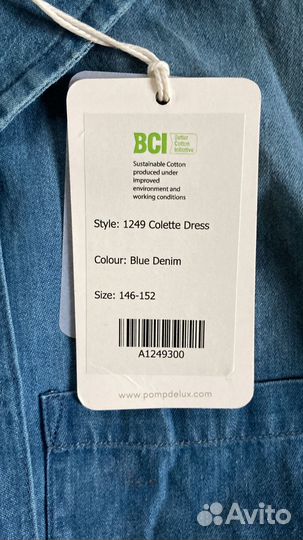 BCI Better
Cotton
Initiative
Sustainable Cotton
produced under
improved
environment and
working conditions
Style: 1249 Colette Dress
Colour: Blue Denim
Size: 146-152
A1249300
www.pompdelux.com
Avito